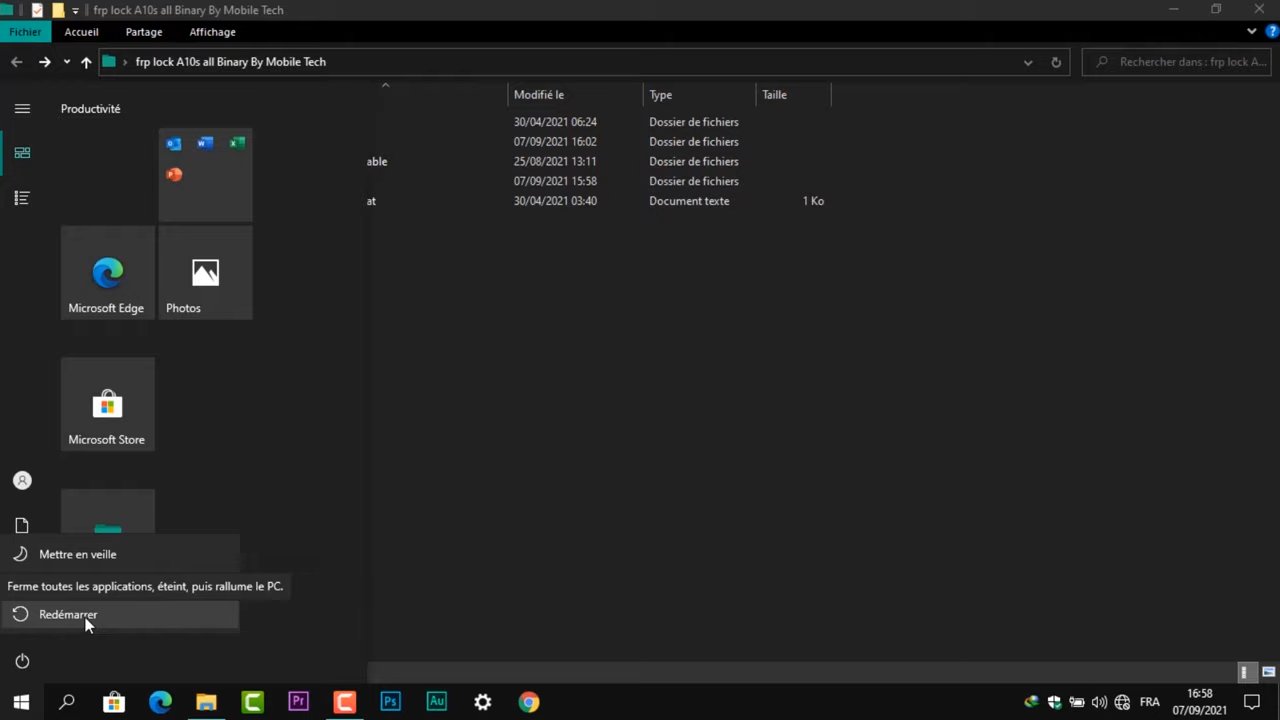 frp lock A10s all Binary By Mobile Tech
Fichier Accueil Partage Affichage
frp lock A10s all Binary By Mobile Tech
Rechercher dans : frp lock A...
Modifié le Type Taille
30/04/2021 06:24 Dossier de fichiers
07/09/2021 16:02 Dossier de fichiers
able 25/08/2021 13:11 Dossier de fichiers
07/09/2021 15:58 Dossier de fichiers
at 30/04/2021 03:40 Document texte 1 Ko
Productivité
Microsoft Edge
Photos
Microsoft Store
Mettre en veille
Ferme toutes les applications, éteint, puis rallume le PC.
Redémarrer
Pr
Ps
Au
FRA
16:58
07/09/2021